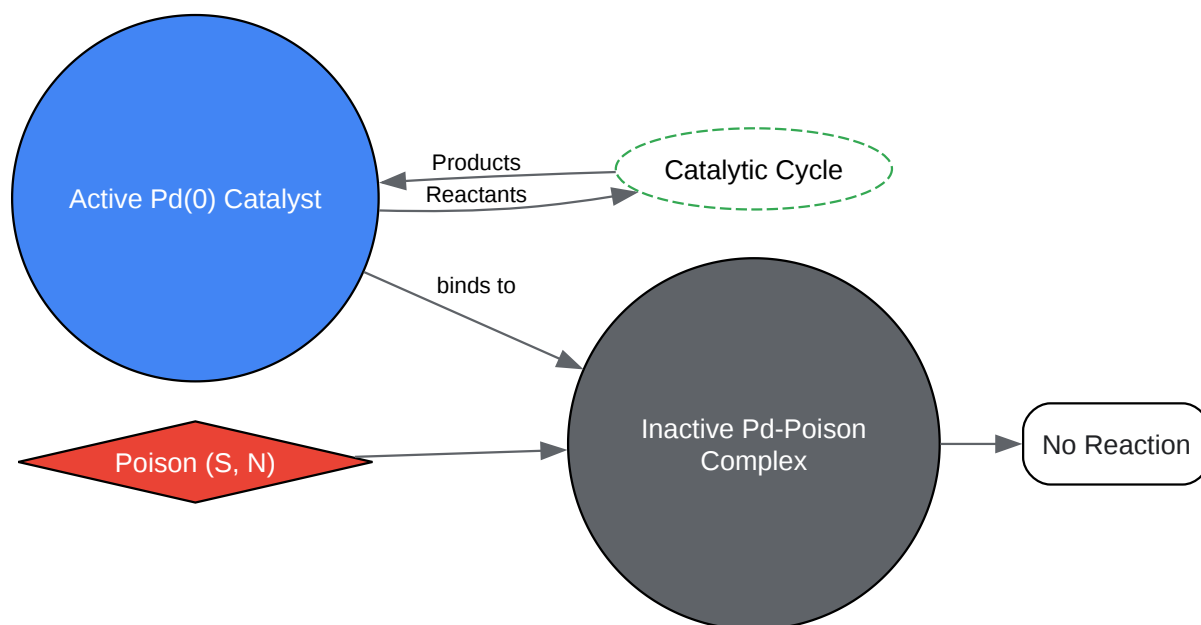 Active Pd(0) Catalyst
Products
Reactants
Catalytic Cycle
binds to
Poison (S, N)
Inactive Pd-Poison
Complex
No Reaction